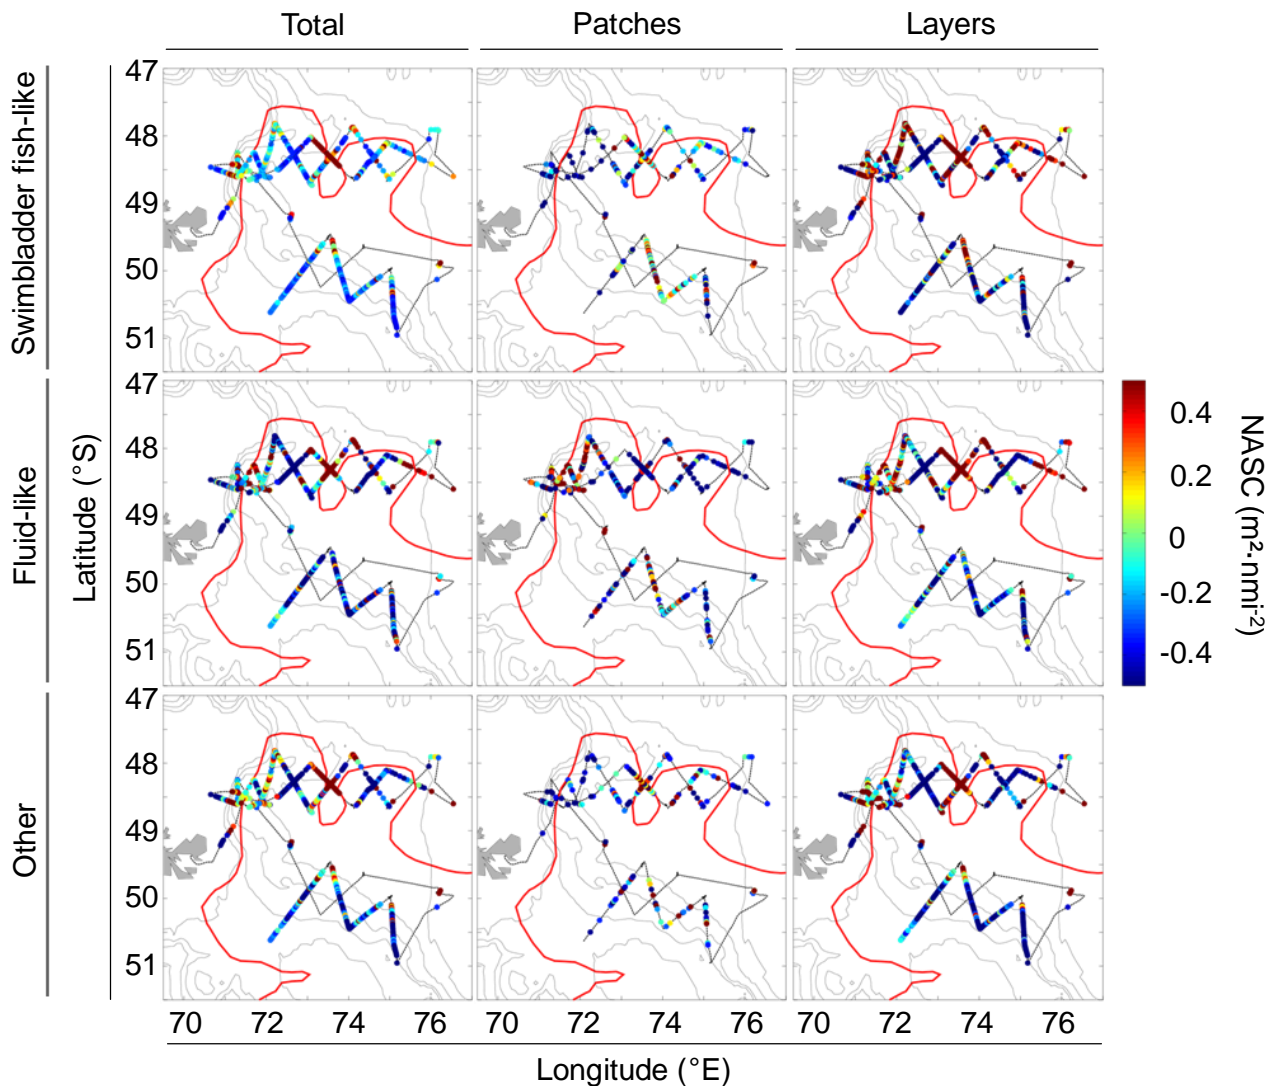 Total Patches Layers
Swimbladder fish-like
Fluid-like
Other
Latitude (°S)
47
48
49
50
51
47
48
49
50
51
47
48
49
50
51
70 72 74 76 70 72 74 76 70 72 74 76
Longitude (°E)
0.4
0.2
0
-0.2
-0.4
NASC (m²·nmi⁻²)